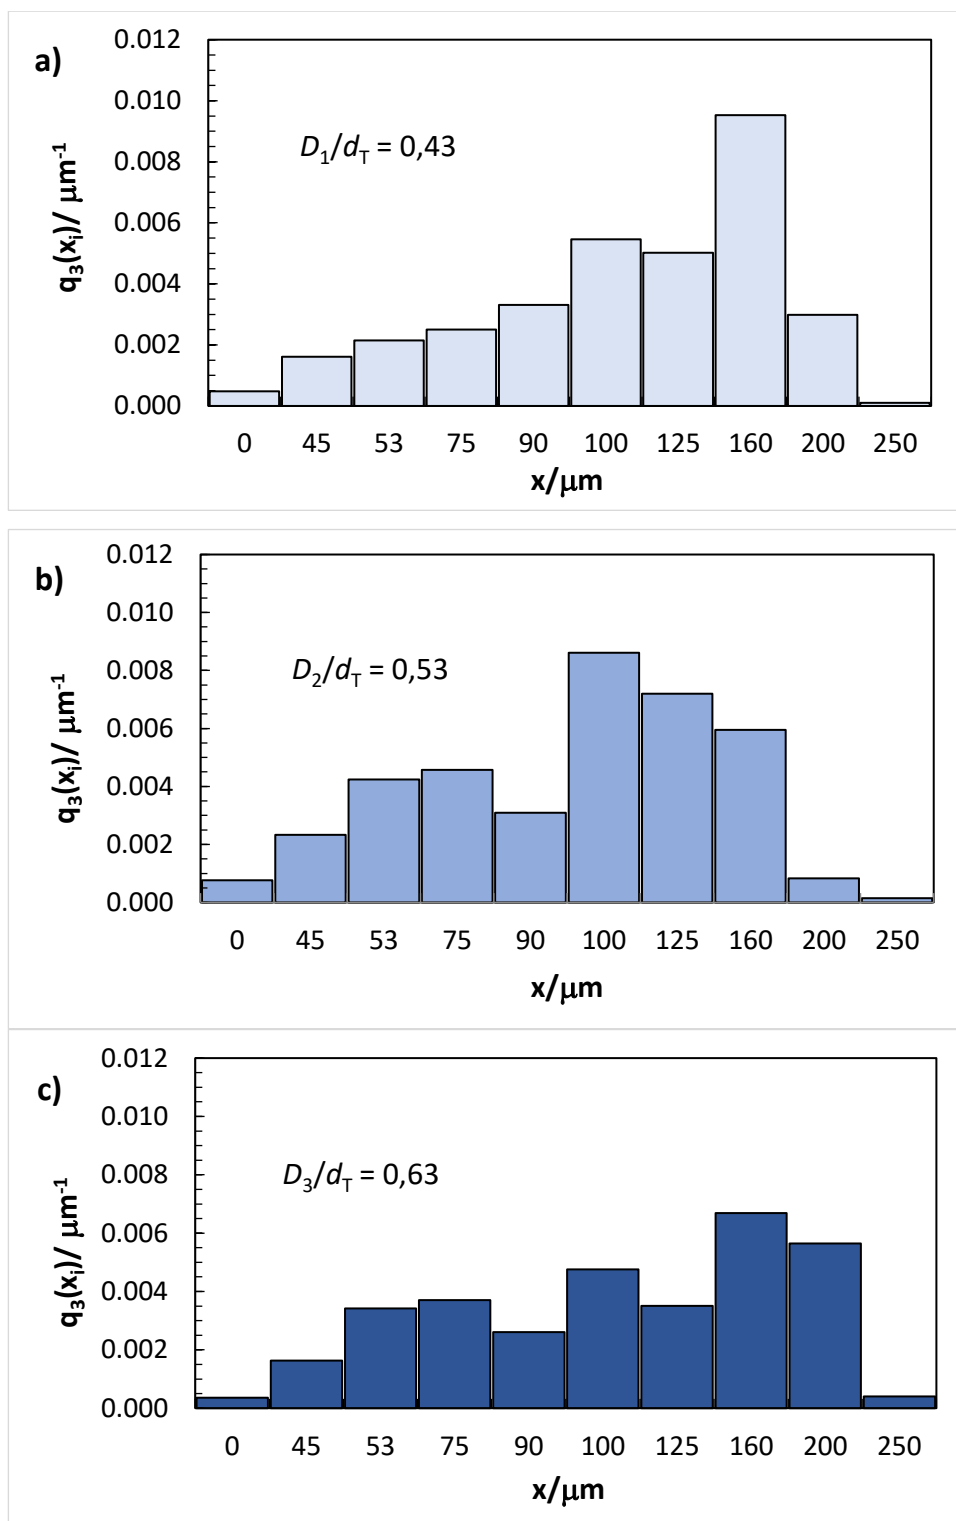 a)
0.012
0.010
0.008
0.006
0.004
0.002
0.000
q3(xi)/ μm-1
D1/dT = 0,43
0 45 53 75 90 100 125 160 200 250
x/μm
b)
0.012
0.010
0.008
0.006
0.004
0.002
0.000
q3(xi)/ μm-1
D2/dT = 0,53
0 45 53 75 90 100 125 160 200 250
x/μm
c)
0.012
0.010
0.008
0.006
0.004
0.002
0.000
q3(xi)/ μm-1
D3/dT = 0,63
0 45 53 75 90 100 125 160 200 250
x/μm